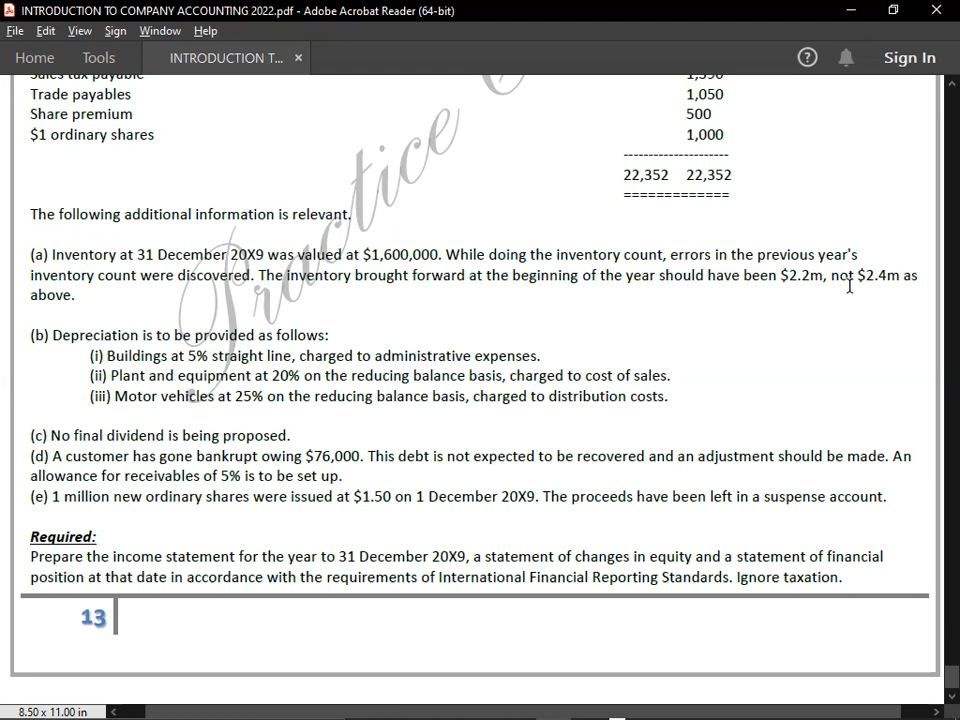 INTRODUCTION TO COMPANY ACCOUNTING 2022.pdf - Adobe Acrobat Reader (64-bit)
File Edit View Sign Window Help
Home Tools INTRODUCTION T... × Sign In
Sales tax payable 1,390
Trade payables 1,050
Share premium 500
$1 ordinary shares 1,000
---------------------
22,352 22,352
=============
The following additional information is relevant.
(a) Inventory at 31 December 20X9 was valued at $1,600,000. While doing the inventory count, errors in the previous year's
inventory count were discovered. The inventory brought forward at the beginning of the year should have been $2.2m, not $2.4m as
above.
(b) Depreciation is to be provided as follows:
(i) Buildings at 5% straight line, charged to administrative expenses.
(ii) Plant and equipment at 20% on the reducing balance basis, charged to cost of sales.
(iii) Motor vehicles at 25% on the reducing balance basis, charged to distribution costs.
(c) No final dividend is being proposed.
(d) A customer has gone bankrupt owing $76,000. This debt is not expected to be recovered and an adjustment should be made. An
allowance for receivables of 5% is to be set up.
(e) 1 million new ordinary shares were issued at $1.50 on 1 December 20X9. The proceeds have been left in a suspense account.
Required:
Prepare the income statement for the year to 31 December 20X9, a statement of changes in equity and a statement of financial
position at that date in accordance with the requirements of International Financial Reporting Standards. Ignore taxation.
13
Practice
8.50 x 11.00 in